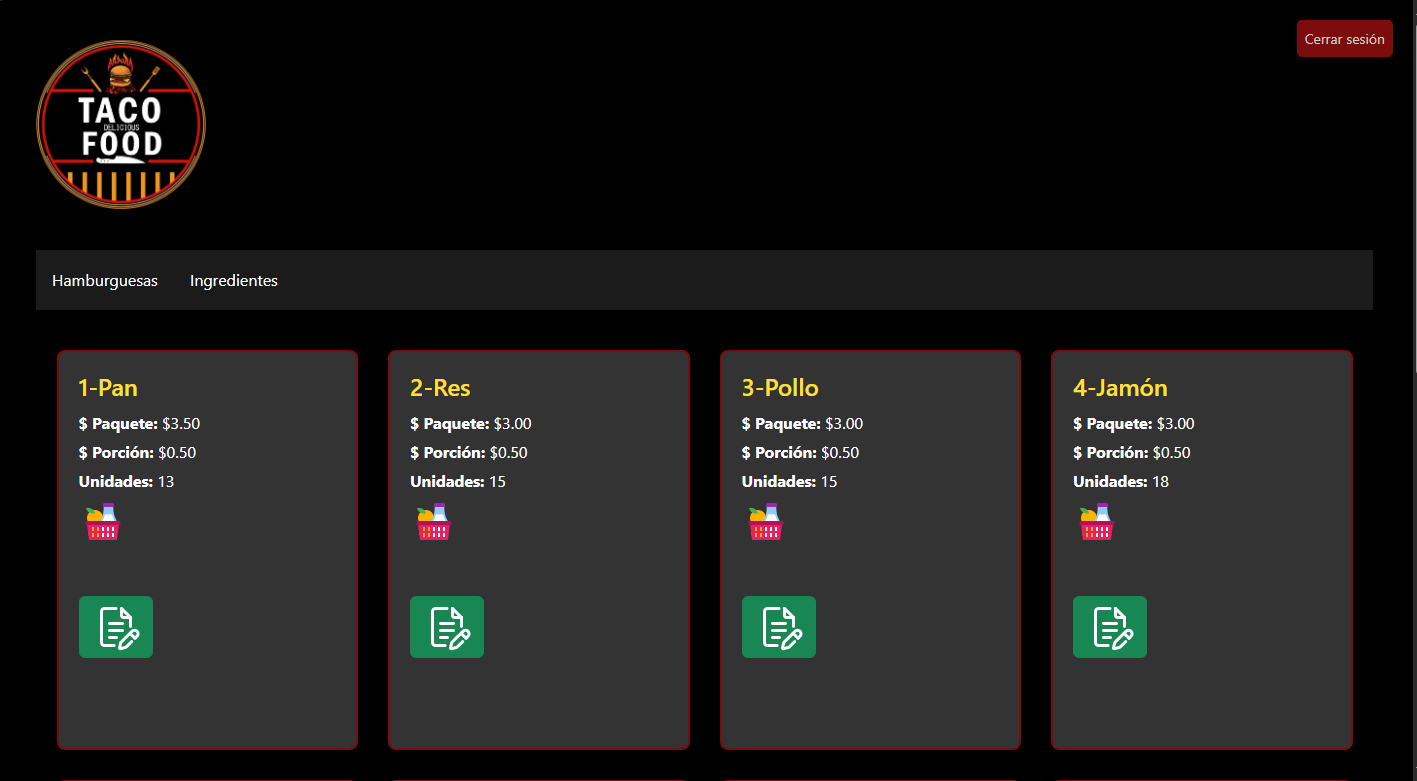 Cerrar sesión
TACO
DELICIOUS
FOOD
Hamburguesas Ingredientes
1-Pan
$ Paquete: $3.50
$ Porción: $0.50
Unidades: 13
2-Res
$ Paquete: $3.00
$ Porción: $0.50
Unidades: 15
3-Pollo
$ Paquete: $3.00
$ Porción: $0.50
Unidades: 15
4-Jamón
$ Paquete: $3.00
$ Porción: $0.50
Unidades: 18